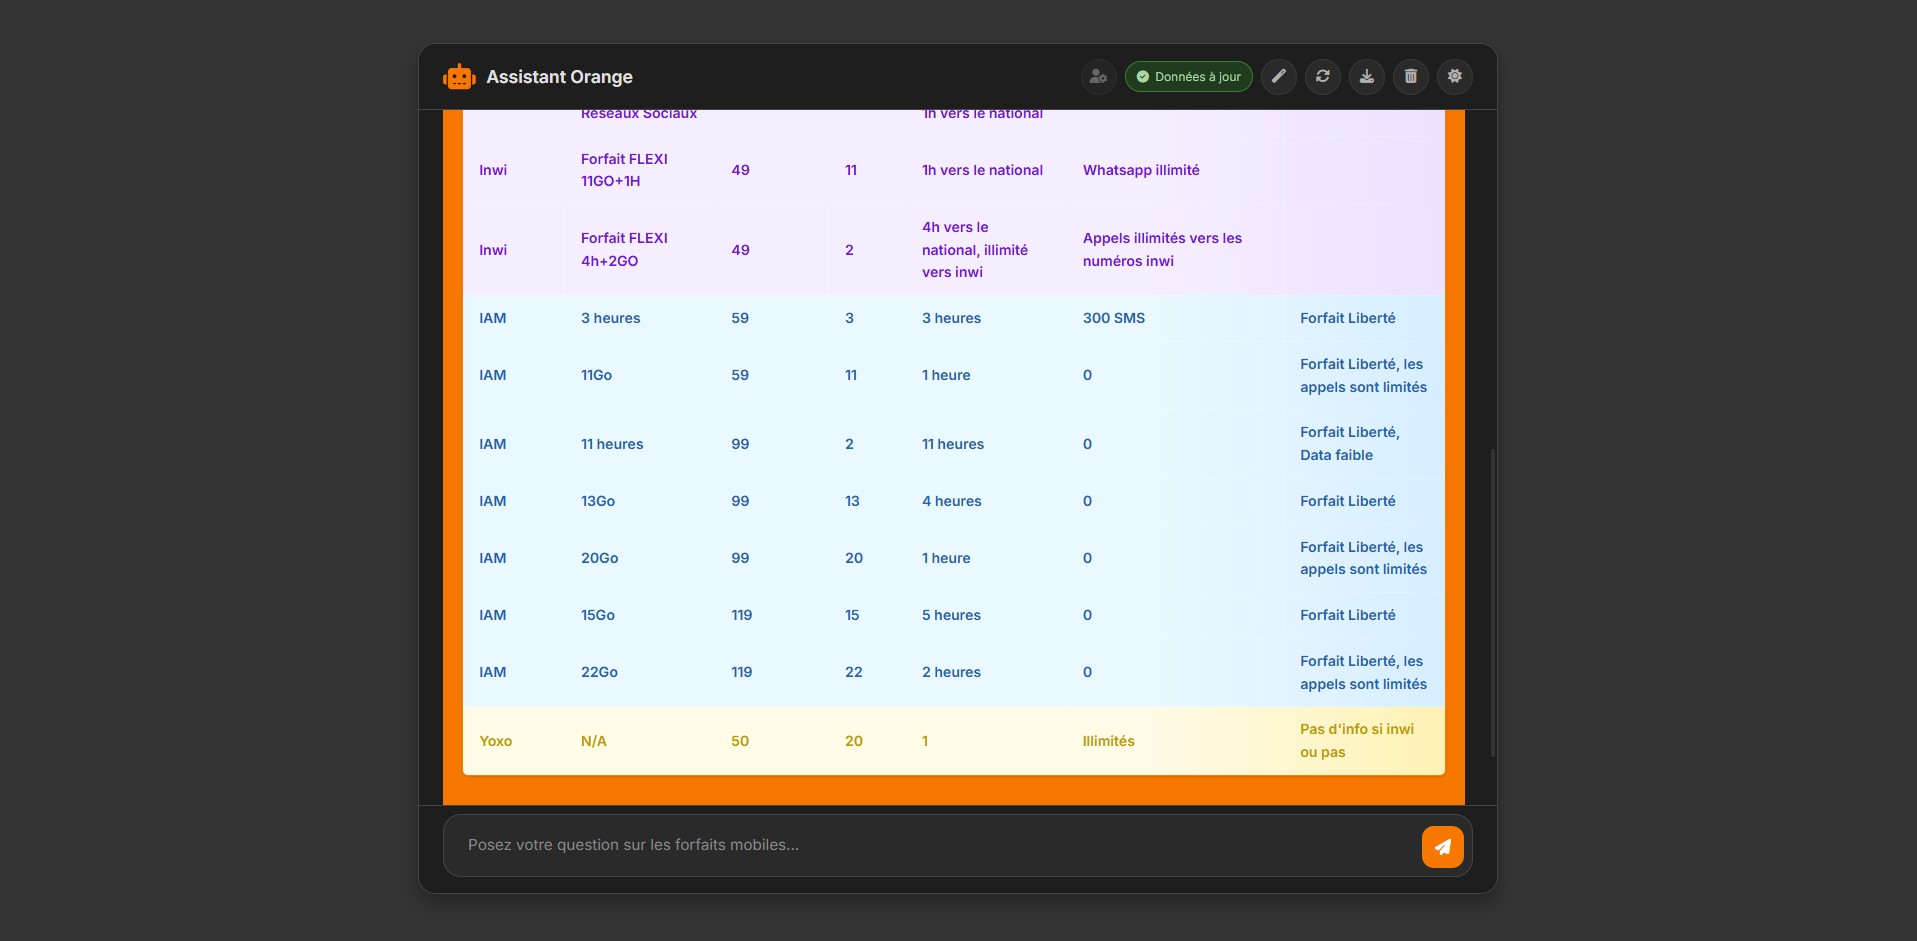 Assistant Orange
Données à jour
Réseaux Sociaux
1h vers le national
Inwi
Forfait FLEXI
11GO+1H
49
11
1h vers le national
Whatsapp illimité
Inwi
Forfait FLEXI
4h+2GO
49
2
4h vers le
national, illimité
vers inwi
Appels illimités vers les
numéros inwi
IAM
3 heures
59
3
3 heures
300 SMS
Forfait Liberté
IAM
11Go
59
11
1 heure
0
Forfait Liberté, les
appels sont limités
IAM
11 heures
99
2
11 heures
0
Forfait Liberté,
Data faible
IAM
13Go
99
13
4 heures
0
Forfait Liberté
IAM
20Go
99
20
1 heure
0
Forfait Liberté, les
appels sont limités
IAM
15Go
119
15
5 heures
0
Forfait Liberté
IAM
22Go
119
22
2 heures
0
Forfait Liberté, les
appels sont limités
Yoxo
N/A
50
20
1
Illimités
Pas d'info si inwi
ou pas
Posez votre question sur les forfaits mobiles...